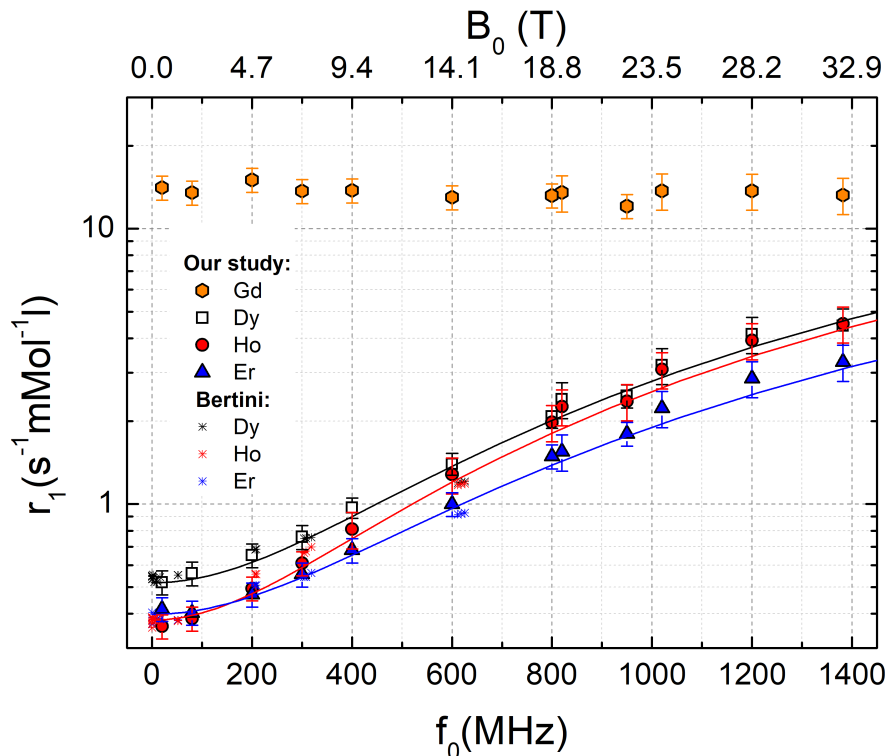 B₀ (T)
0.0 4.7 9.4 14.1 18.8 23.5 28.2 32.9
r₁(s⁻¹mMol⁻¹l)
10
Our study:
Gd
Dy
Ho
Er
Bertini:
Dy
Ho
Er
1
0 200 400 600 800 1000 1200 1400
f₀(MHz)